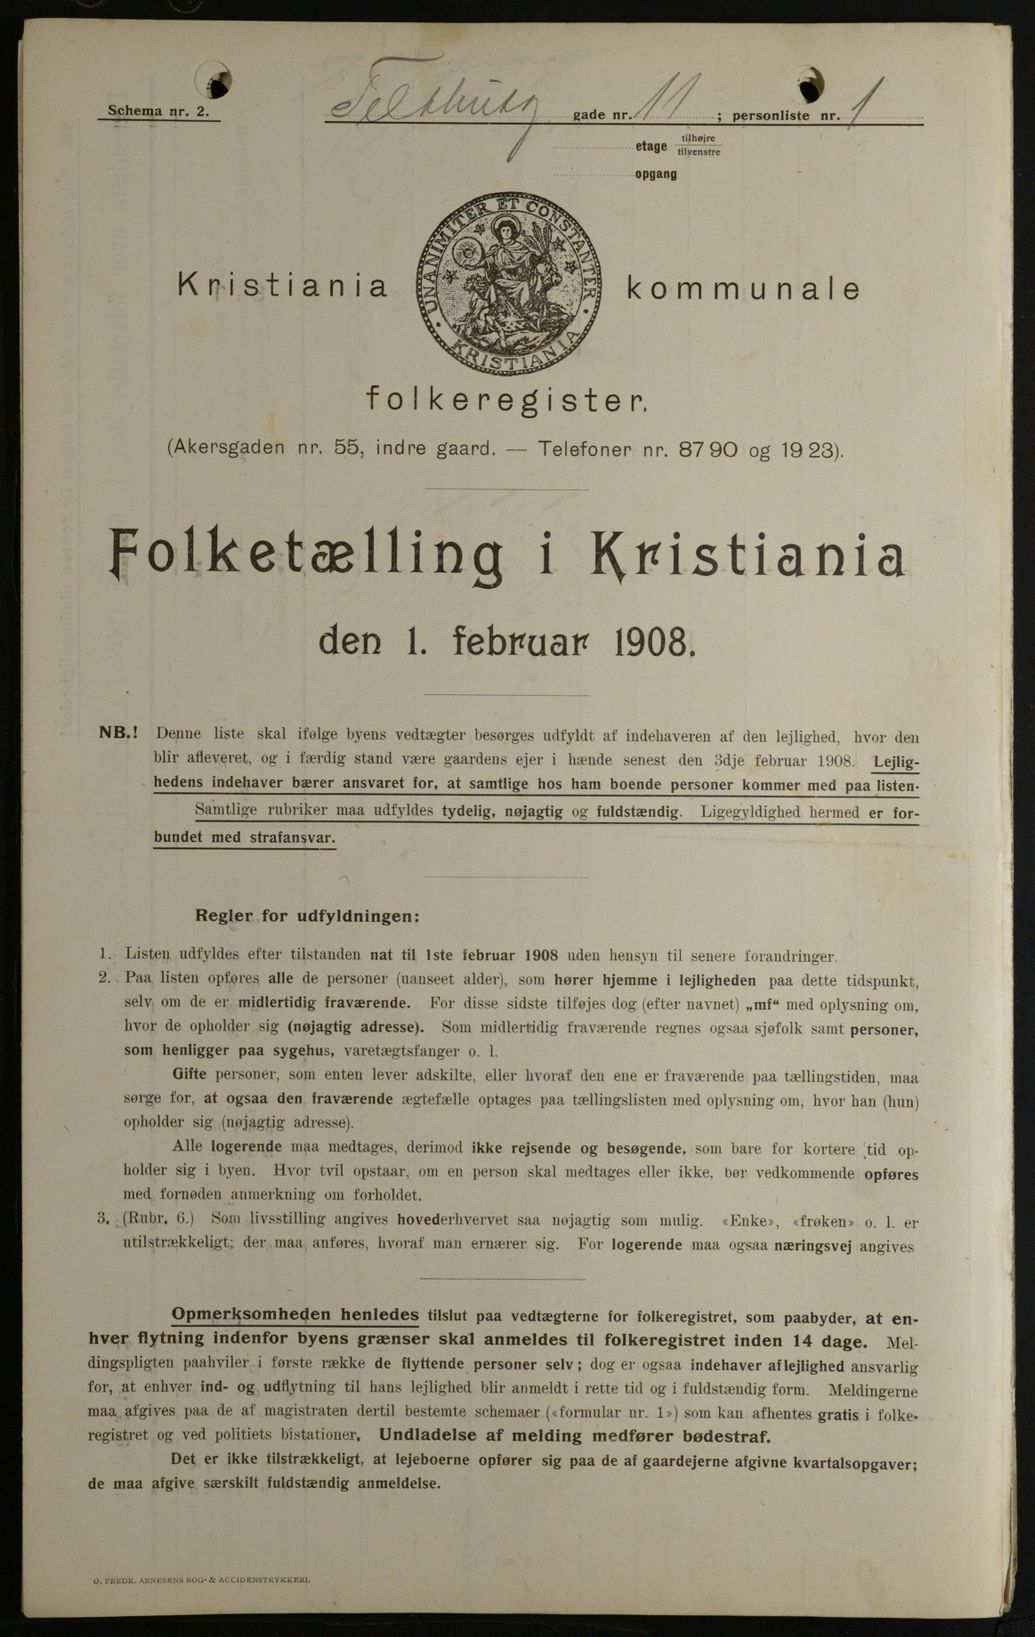 Schema nr. 2.
Telthusg gade nr. 11 ; personliste nr. 1
etage tilhøjre
tilvenstre
opgang
UNANIMITER ET CONSTANTER
KRISTIANIA
Kristiania kommunale
folkeregister.
(Akersgaden nr. 55, indre gaard. — Telefoner nr. 87 90 og 19 23).
Folketælling i Kristiania
den 1. februar 1908.
NB.! Denne liste skal ifølge byens vedtægter besørges udfyldt af indehaveren af den lejlighed, hvor den
blir afleveret, og i færdig stand være gaardens ejer i hænde senest den 3dje februar 1908. Lejlig-
hedens indehaver bærer ansvaret for, at samtlige hos ham boende personer kommer med paa listen.
Samtlige rubriker maa udfyldes tydelig, nøjagtig og fuldstændig. Ligegyldighed hermed er for-
bundet med strafansvar.
Regler for udfyldningen:
1. Listen udfyldes efter tilstanden nat til 1ste februar 1908 uden hensyn til senere forandringer.
2. Paa listen opføres alle de personer (uanseet alder), som hører hjemme i lejligheden paa dette tidspunkt,
selv om de er midlertidig fraværende. For disse sidste tilføjes dog (efter navnet) „mf“ med oplysning om,
hvor de opholder sig (nøjagtig adresse). Som midlertidig fraværende regnes ogsaa sjøfolk samt personer,
som henligger paa sygehus, varetægtsfanger o. l.
Gifte personer, som enten lever adskilte, eller hvoraf den ene er fraværende paa tællingstiden, maa
sørge for, at ogsaa den fraværende ægtefælle optages paa tællingslisten med oplysning om, hvor han (hun)
opholder sig (nøjagtig adresse).
Alle logerende maa medtages, derimod ikke rejsende og besøgende, som bare for kortere tid op-
holder sig i byen. Hvor tvil opstaar, om en person skal medtages eller ikke, bør vedkommende opføres
med fornøden anmerkning om forholdet.
3. (Rubr. 6.) Som livsstilling angives hovederhvervet saa nøjagtig som mulig. «Enke», «frøken» o. l. er
utilstrækkeligt; der maa anføres, hvoraf man ernærer sig. For logerende maa ogsaa næringsvej angives
Opmerksomheden henledes tilslut paa vedtægterne for folkeregistret, som paabyder, at en-
hver flytning indenfor byens grænser skal anmeldes til folkeregistret inden 14 dage. Mel-
dingspligten paahviler i første række de flyttende personer selv; dog er ogsaa indehaver af lejlighed ansvarlig
for, at enhver ind- og udflytning til hans lejlighed blir anmeldt i rette tid og i fuldstændig form. Meldingerne
maa afgives paa de af magistraten dertil bestemte schemaer («formular nr. 1») som kan afhentes gratis i folke-
registret og ved politiets bistationer. Undladelse af melding medfører bødestraf.
Det er ikke tilstrækkeligt, at lejeboerne opfører sig paa de af gaardejerne afgivne kvartalsopgaver;
de maa afgive særskilt fuldstændig anmeldelse.
O. FREDR. ARNESENS BOG- & ACCIDENSTRYKKERI.